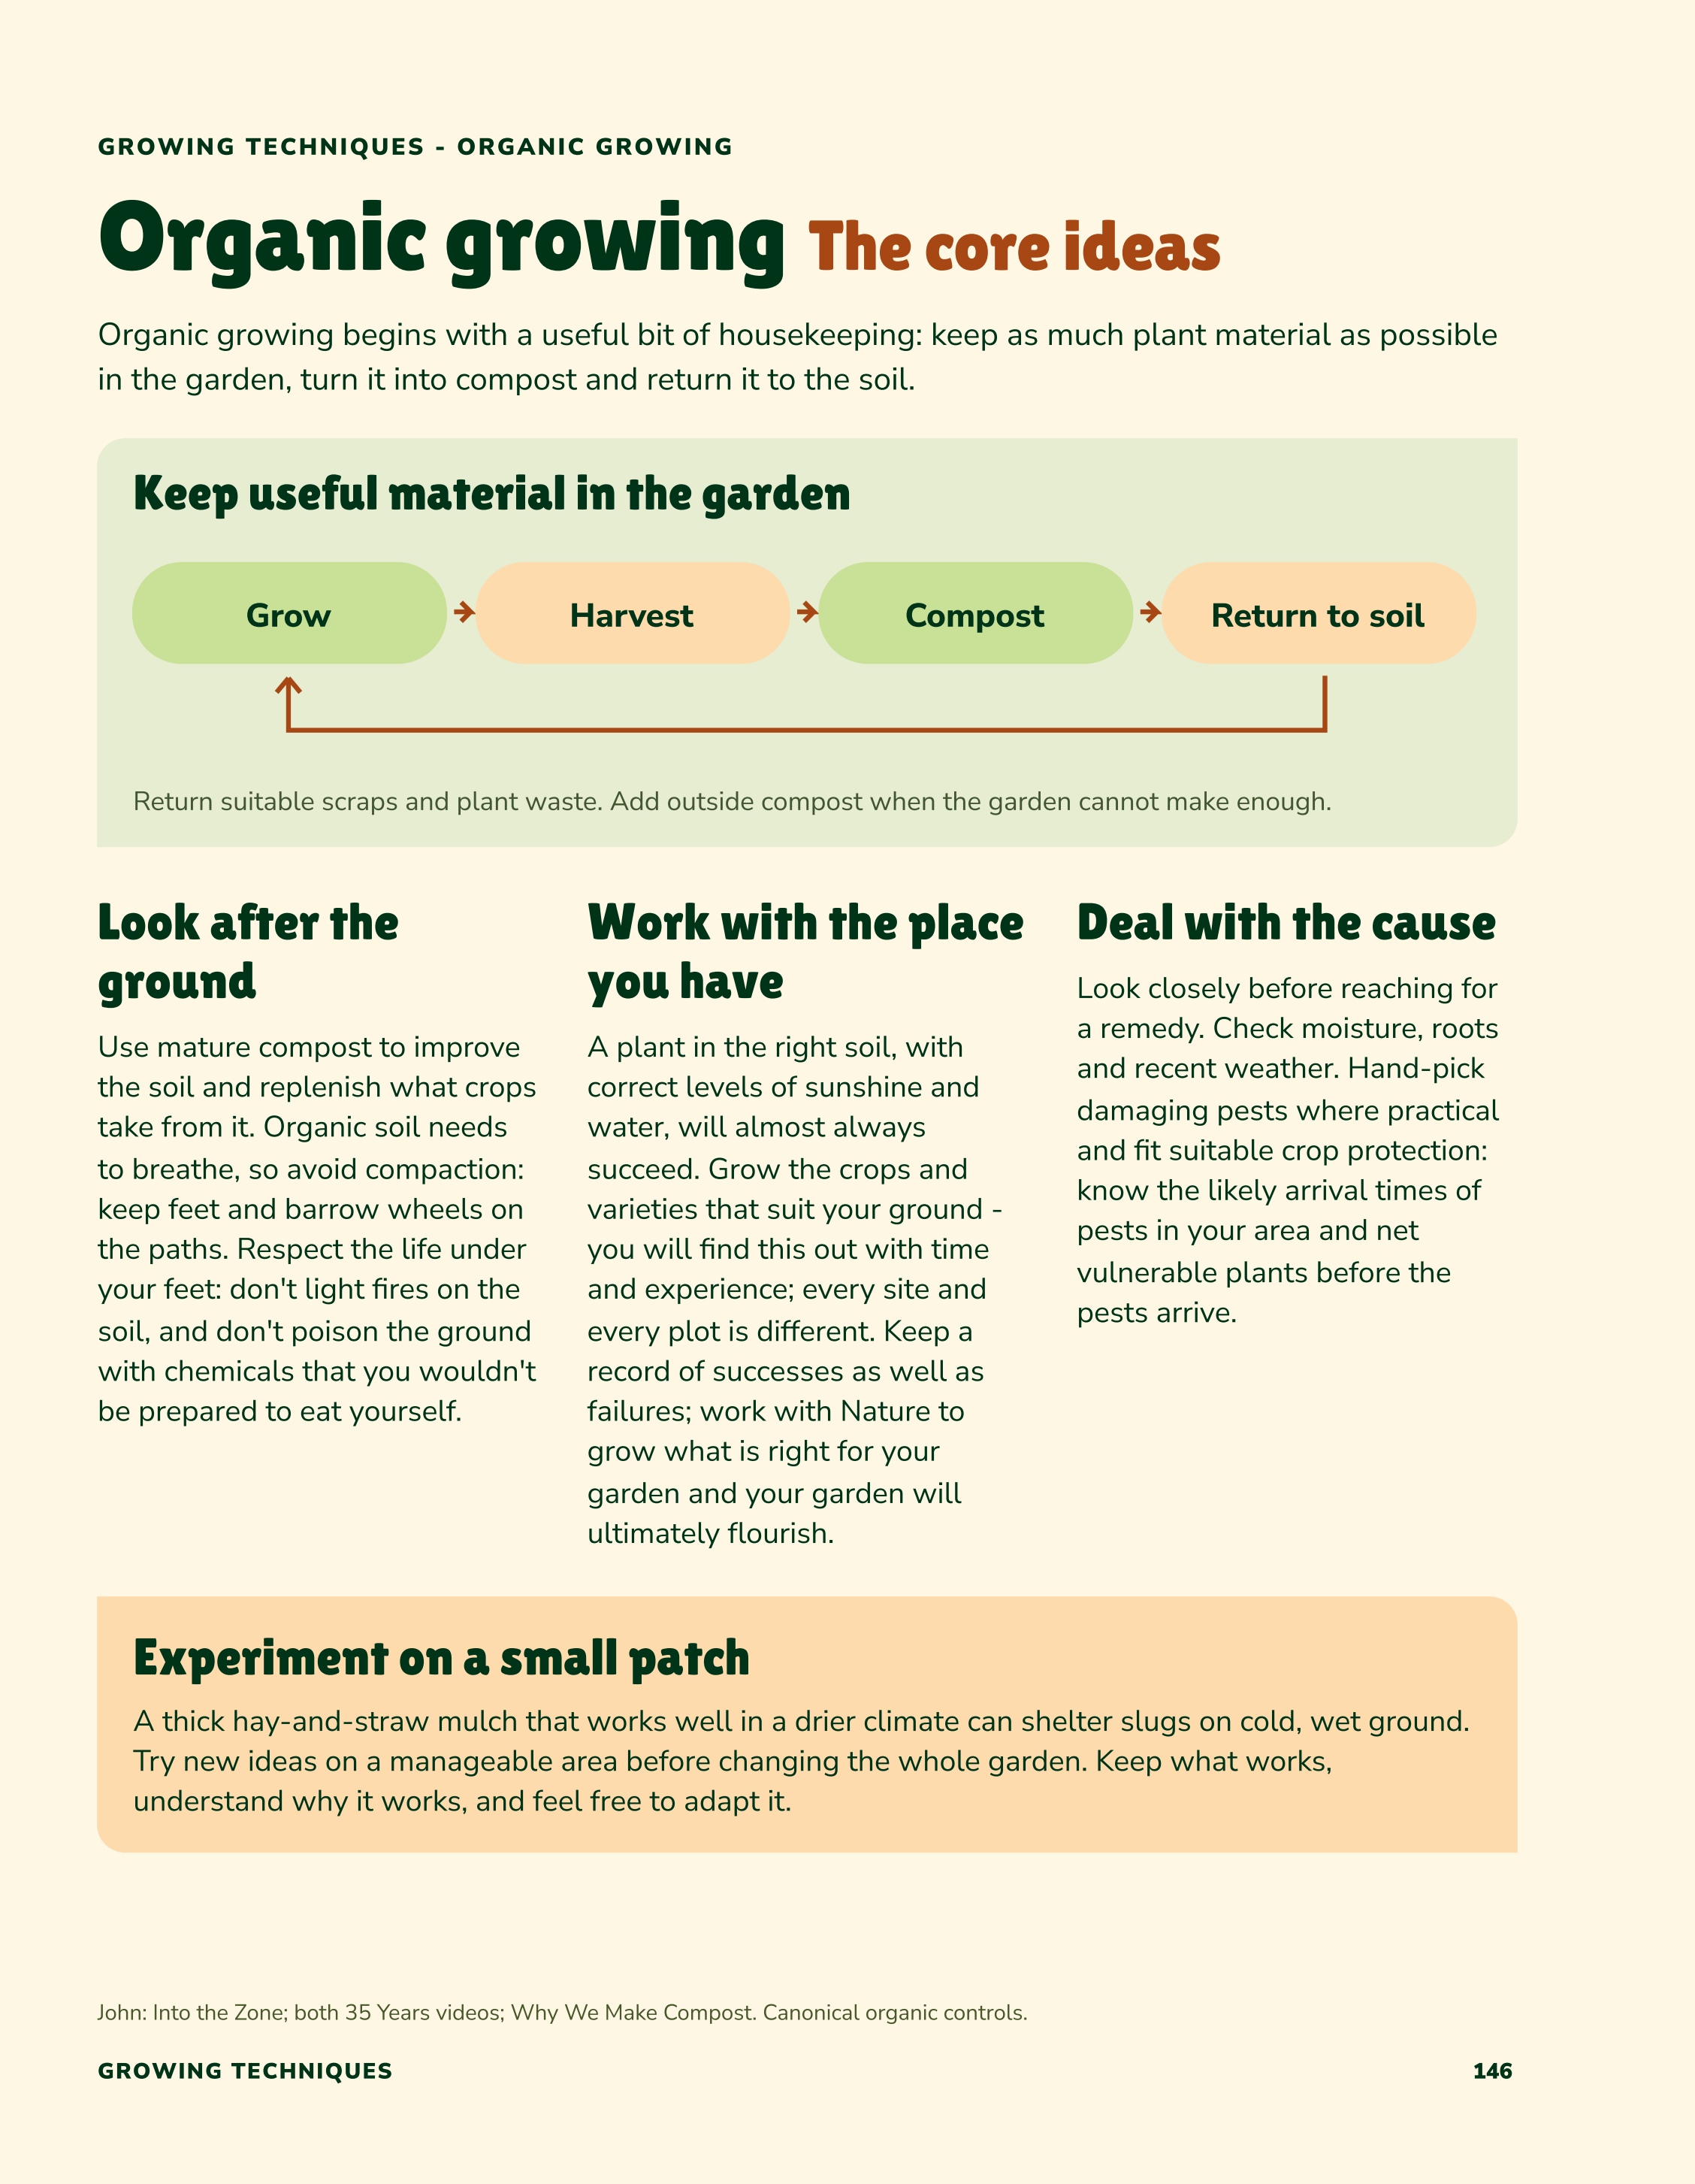 GROWING TECHNIQUES - ORGANIC GROWING
Organic growing The core ideas
Organic growing begins with a useful bit of housekeeping: keep as much plant material as possible
in the garden, turn it into compost and return it to the soil.
Keep useful material in the garden
Grow
Harvest
Compost
Return to soil
Return suitable scraps and plant waste. Add outside compost when the garden cannot make enough.
Look after the
ground
Use mature compost to improve
the soil and replenish what crops
take from it. Organic soil needs
to breathe, so avoid compaction:
keep feet and barrow wheels on
the paths. Respect the life under
your feet: don't light fires on the
soil, and don't poison the ground
with chemicals that you wouldn't
be prepared to eat yourself.
Work with the place
you have
A plant in the right soil, with
correct levels of sunshine and
water, will almost always
succeed. Grow the crops and
varieties that suit your ground -
you will find this out with time
and experience; every site and
every plot is different. Keep a
record of successes as well as
failures; work with Nature to
grow what is right for your
garden and your garden will
ultimately flourish.
Deal with the cause
Look closely before reaching for
a remedy. Check moisture, roots
and recent weather. Hand-pick
damaging pests where practical
and fit suitable crop protection:
know the likely arrival times of
pests in your area and net
vulnerable plants before the
pests arrive.
Experiment on a small patch
A thick hay-and-straw mulch that works well in a drier climate can shelter slugs on cold, wet ground.
Try new ideas on a manageable area before changing the whole garden. Keep what works,
understand why it works, and feel free to adapt it.
John: Into the Zone; both 35 Years videos; Why We Make Compost. Canonical organic controls.
GROWING TECHNIQUES
146